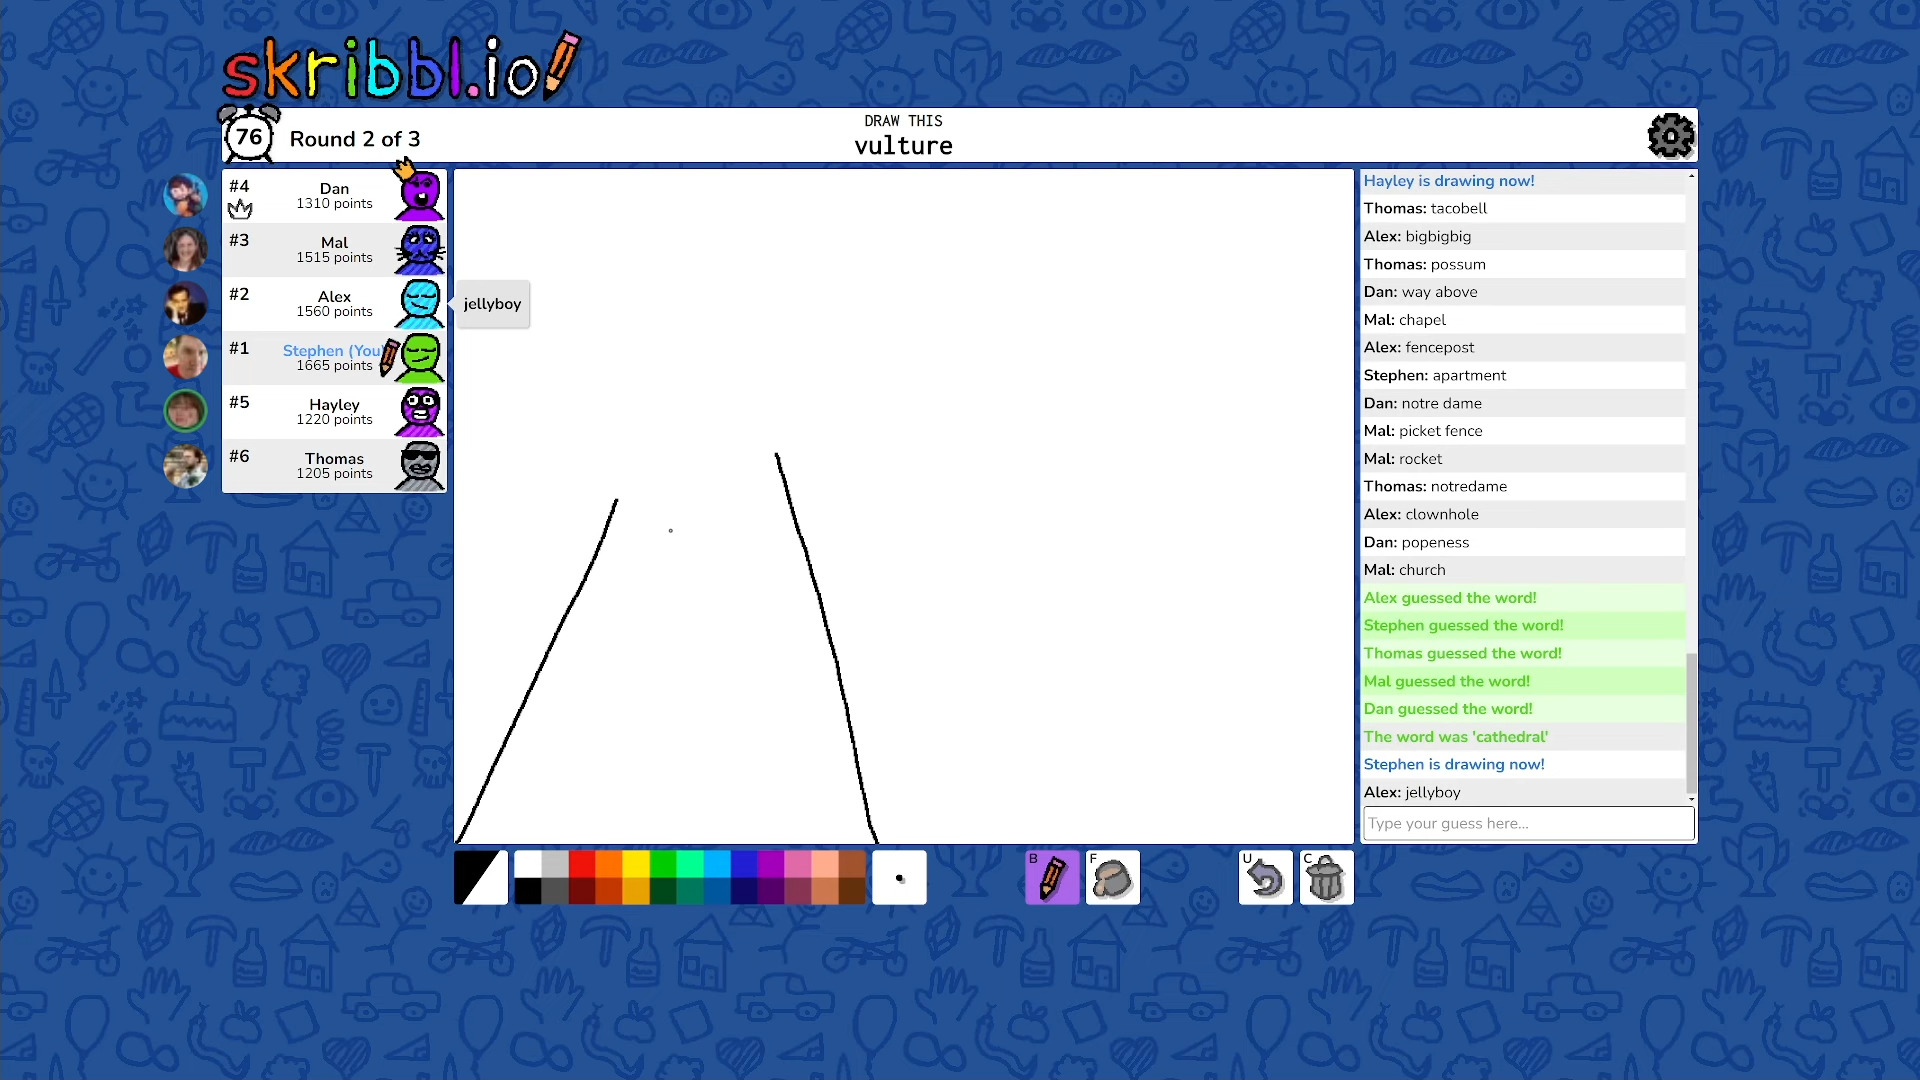 skribbl.io
76
Round 2 of 3
DRAW THIS
vulture
#4
Dan
1310 points
#3
Mal
1515 points
#2
Alex
1560 points
jellyboy
#1
Stephen (You
1665 points
#5
Hayley
1220 points
#6
Thomas
1205 points
Hayley is drawing now!
Thomas: tacobell
Alex: bigbigbig
Thomas: possum
Dan: way above
Mal: chapel
Alex: fencepost
Stephen: apartment
Dan: notre dame
Mal: picket fence
Mal: rocket
Thomas: notredame
Alex: clownhole
Dan: popeness
Mal: church
Alex guessed the word!
Stephen guessed the word!
Thomas guessed the word!
Mal guessed the word!
Dan guessed the word!
The word was 'cathedral'
Stephen is drawing now!
Alex: jellyboy
Type your guess here...
B
F
U
C